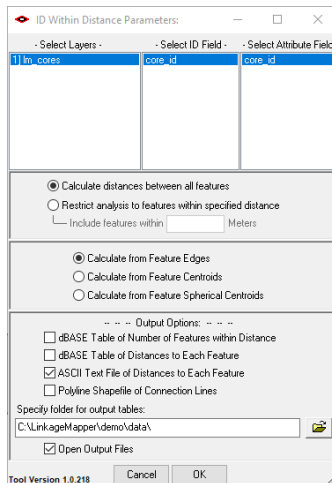 ID Within Distance Parameters:
- Select Layers - - Select ID Field - - Select Attribute Field
1] lm_cores core_id core_id
Calculate distances between all features
Restrict analysis to features within specified distance
Include features within Meters
Calculate from Feature Edges
Calculate from Feature Centroids
Calculate from Feature Spherical Centroids
-- -- -- Output Options: -- -- --
dBASE Table of Number of Features within Distance
dBASE Table of Distances to Each Feature
ASCII Text File of Distances to Each Feature
Polyline Shapefile of Connection Lines
Specify folder for output tables:
C:\LinkageMapper\demo\data\
Open Output Files
Tool Version 1.0.218 Cancel OK